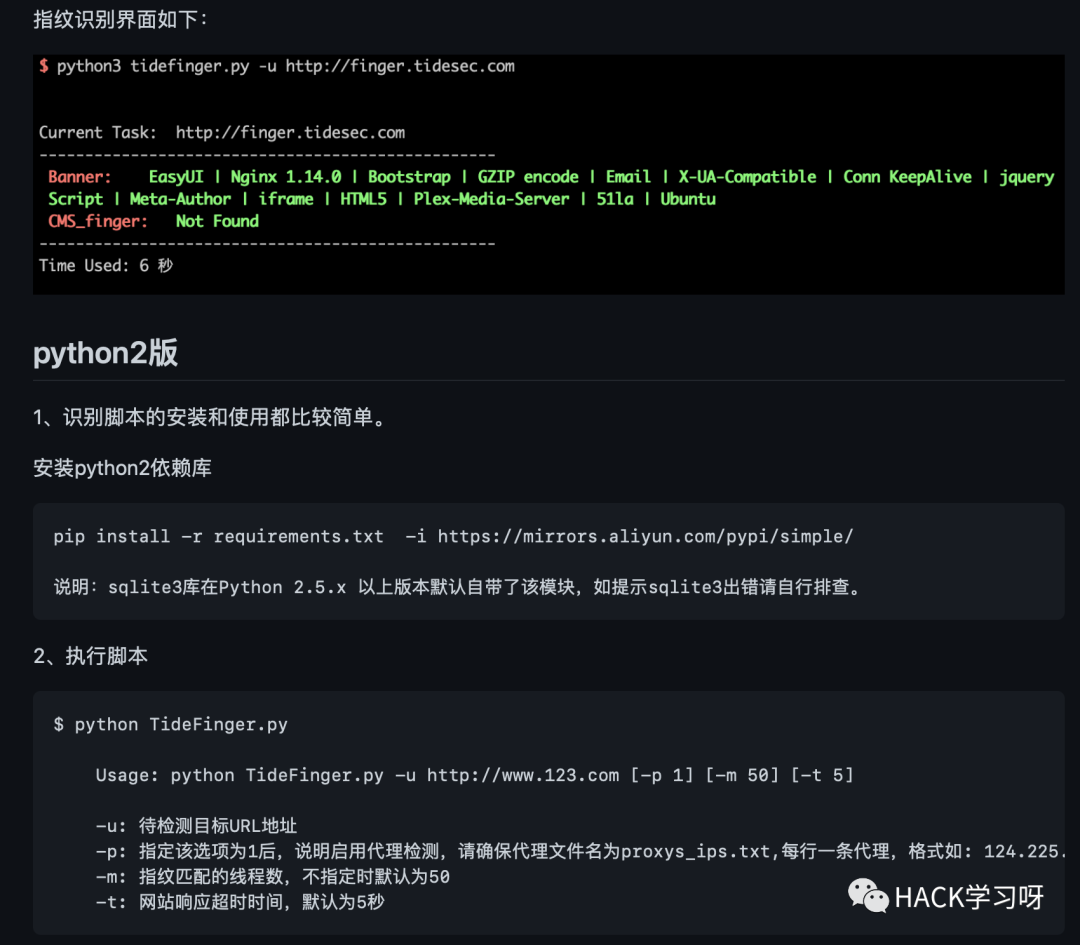 指纹识别界面如下：
$ python3 tidefinger.py -u http://finger.tidesec.com
Current Task:  http://finger.tidesec.com
--------------------------------------------------
Banner:    EasyUI | Nginx 1.14.0 | Bootstrap | GZIP encode | Email | X-UA-Compatible | Conn KeepAlive | jquery
Script | Meta-Author | iframe | HTML5 | Plex-Media-Server | 51la | Ubuntu
CMS_finger:   Not Found
--------------------------------------------------
Time Used: 6 秒
python2版
1、识别脚本的安装和使用都比较简单。
安装python2依赖库
pip install -r requirements.txt  -i https://mirrors.aliyun.com/pypi/simple/
说明：sqlite3库在Python 2.5.x 以上版本默认自带了该模块，如提示sqlite3出错请自行排查。
2、执行脚本
$ python TideFinger.py
Usage: python TideFinger.py -u http://www.123.com [-p 1] [-m 50] [-t 5]
-u: 待检测目标URL地址
-p: 指定该选项为1后，说明启用代理检测，请确保代理文件名为proxys_ips.txt,每行一条代理，格式如: 124.225.
-m: 指纹匹配的线程数，不指定时默认为50
-t: 网站响应超时时间，默认为5秒
HACK学习呀